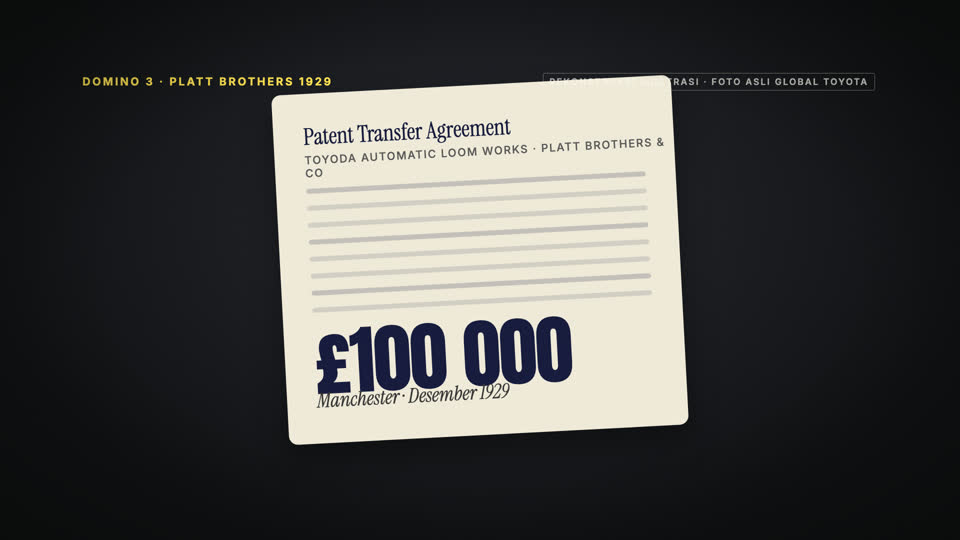 DOMINO 3 · PLATT BROTHERS 1929
TRASI · FOTO ASLI GLOBAL TOYOTA
Patent Transfer Agreement
TOYODA AUTOMATIC LOOM WORKS · PLATT BROTHERS &
CO
£100 000
Manchester · Desember 1929